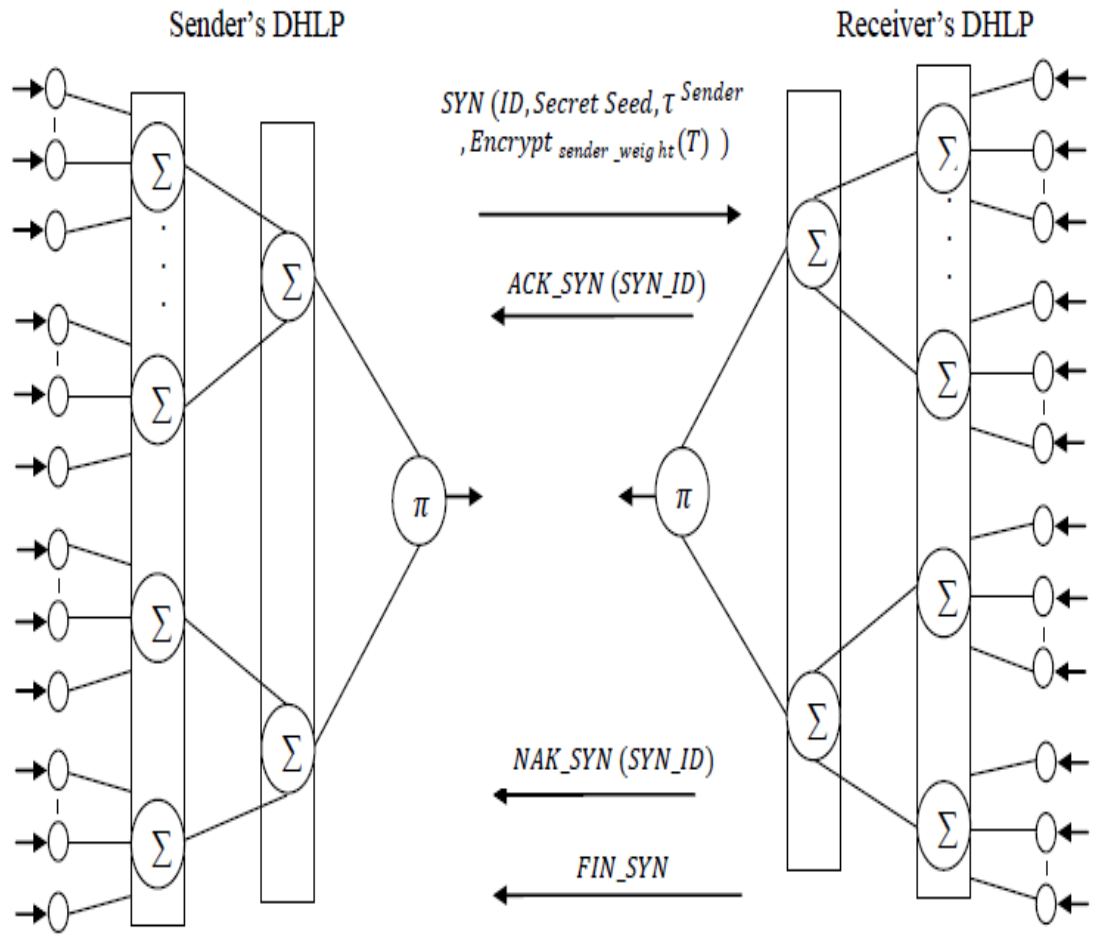 Sender's DHLP
Receiver's DHLP
SYN (ID, Secret Seed, τ Sender
, Encrypt sender_weight (T) )
ACK_SYN (SYN_ID)
∑
∑
∑
∑
∑
∑
π
π
∑
∑
∑
∑
∑
∑
NAK_SYN (SYN_ID)
FIN_SYN